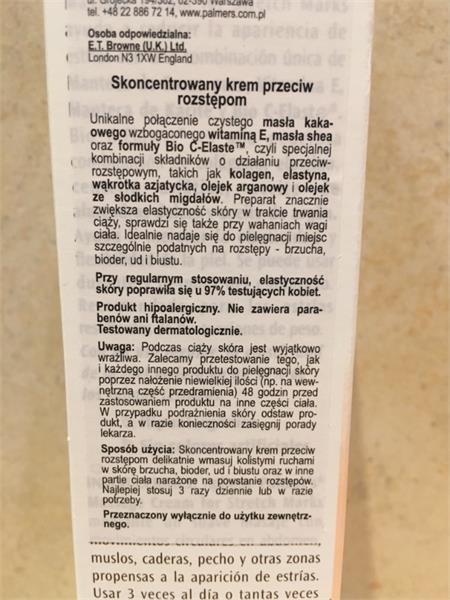 tel. +48 22 886 72 14, www.palmers.com.pl
Osoba odpowiedzialna:
E.T. Browne (U.K.) Ltd.
London N3 1XW England
Skoncentrowany krem przeciw
rozstępom
Unikalne połączenie czystego masła kaka-
owego wzbogaconego witaminą E, masła shea
oraz formuły Bio C-Elaste™, czyli specjalnej
kombinacji składników o działaniu przeciw-
rozstępowym, takich jak kolagen, elastyna,
wąkrotka azjatycka, olejek arganowy i olejek
ze słodkich migdałów. Preparat znacznie
zwiększa elastyczność skóry w trakcie trwania
ciąży, sprawdzi się także przy wahaniach wagi
ciała. Idealnie nadaje się do pielęgnacji miejsc
szczególnie podatnych na rozstępy - brzucha,
bioder, ud i biustu.
Przy regularnym stosowaniu, elastyczność
skóry poprawiła się u 97% testujących kobiet.
Produkt hipoalergiczny. Nie zawiera para-
benów ani ftalanów.
Testowany dermatologicznie.
Uwaga: Podczas ciąży skóra jest wyjątkowo
wrażliwa. Zalecamy przetestowanie tego, jak
i każdego innego produktu do pielęgnacji skóry
poprzez nałożenie niewielkiej ilości (np. na wew-
nętrzną część przedramienia) 48 godzin przed
zastosowaniem produktu na inne części ciała.
W przypadku podrażnienia skóry odstaw pro-
dukt, a w razie konieczności zasięgnij porady
lekarza.
Sposób użycia: Skoncentrowany krem przeciw
rozstępom delikatnie wmasuj kolistymi ruchami
w skórę brzucha, bioder, ud i biustu oraz w inne
partie ciała narażone na powstanie rozstępów.
Najlepiej stosuj 3 razy dziennie lub w razie
potrzeby.
Przeznaczony wyłącznie do użytku zewnętrz-
nego.
muslos, caderas, pecho y otras zonas
propensas a la aparición de estrías.
Usar 3 veces al día o tantas veces